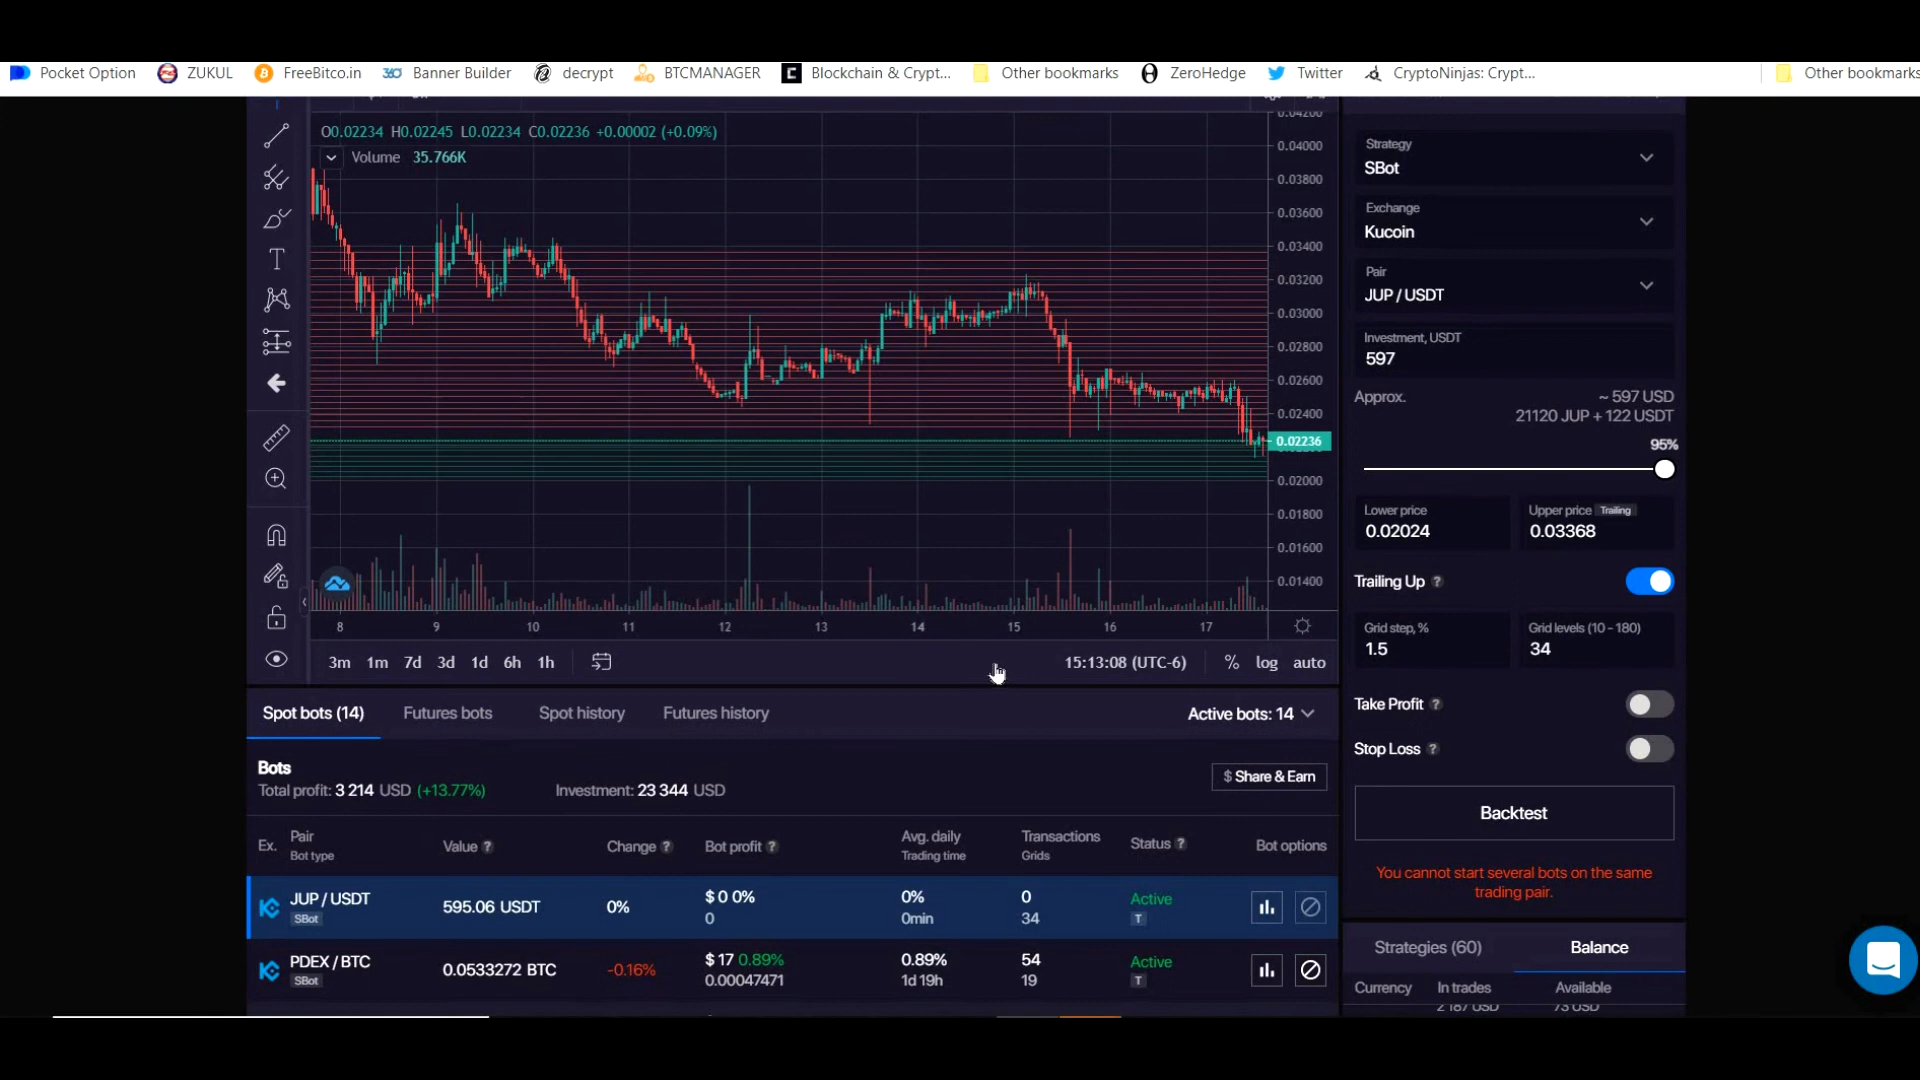 Pocket Option ZUKUL FreeBitco.in Banner Builder decrypt BTCMANAGER Blockchain & Crypt... Other bookmarks ZeroHedge Twitter CryptoNinjas: Crypt... Other bookmarks
O0.02234 H0.02245 L0.02234 C0.02236 +0.00002 (+0.09%)
Volume 35.766K
0.04200
0.04000
0.03800
0.03600
0.03400
0.03200
0.03000
0.02800
0.02600
0.02400
0.02236
0.02000
0.01800
0.01600
0.01400
8 9 10 11 12 13 14 15 16 17
3m 1m 7d 3d 1d 6h 1h
15:13:08 (UTC-6) % log auto
Strategy
SBot
Exchange
Kucoin
Pair
JUP / USDT
Investment, USDT
597
Approx. ~ 597 USD
21120 JUP + 122 USDT
95%
Lower price
0.02024
Upper price Trailing
0.03368
Trailing Up ?
Grid step, %
1.5
Grid levels (10 - 180)
34
Take Profit ?
Stop Loss ?
Backtest
You cannot start several bots on the same
trading pair.
Strategies (60) Balance
Currency In trades Available
2 187 USD 73 USD
Spot bots (14) Futures bots Spot history Futures history Active bots: 14
Bots
Total profit: 3 214 USD (+13.77%) Investment: 23 344 USD
$ Share & Earn
Ex. Pair Value ? Change ? Bot profit ? Avg. daily Transactions Status ? Bot options
Bot type Trading time Grids
JUP / USDT 595.06 USDT 0% $ 0 0% 0% 0 Active
SBot 0 0min 34 T
PDEX / BTC 0.0533272 BTC -0.16% $ 17 0.89% 0.89% 54 Active
SBot 0.00047471 1d 19h 19 T